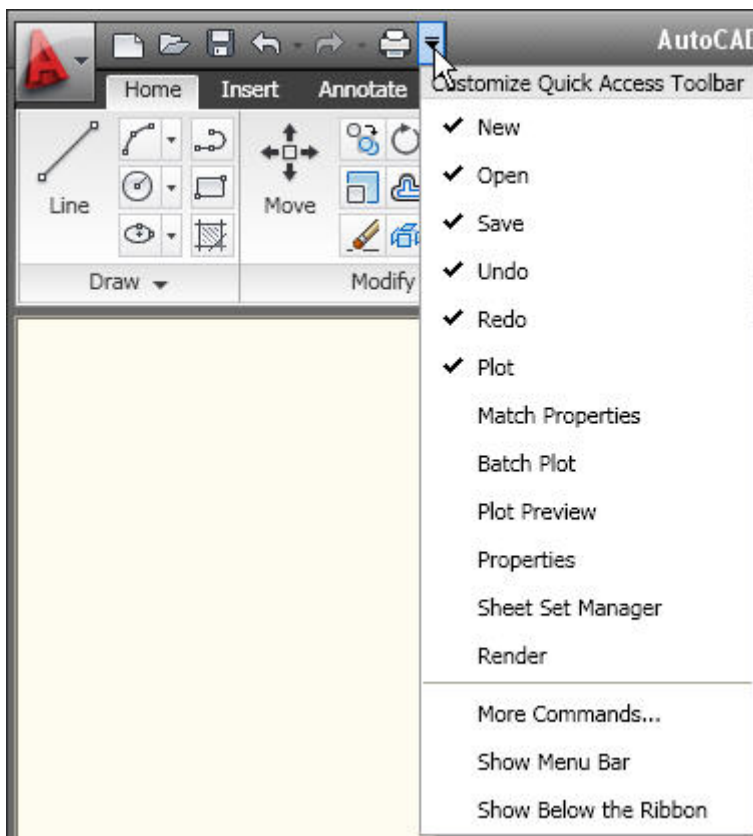 AutoCAD
Home Insert Annotate
Customize Quick Access Toolbar
New
Open
Save
Undo
Redo
Plot
Match Properties
Batch Plot
Plot Preview
Properties
Sheet Set Manager
Render
More Commands...
Show Menu Bar
Show Below the Ribbon
Line
Move
Draw
Modify